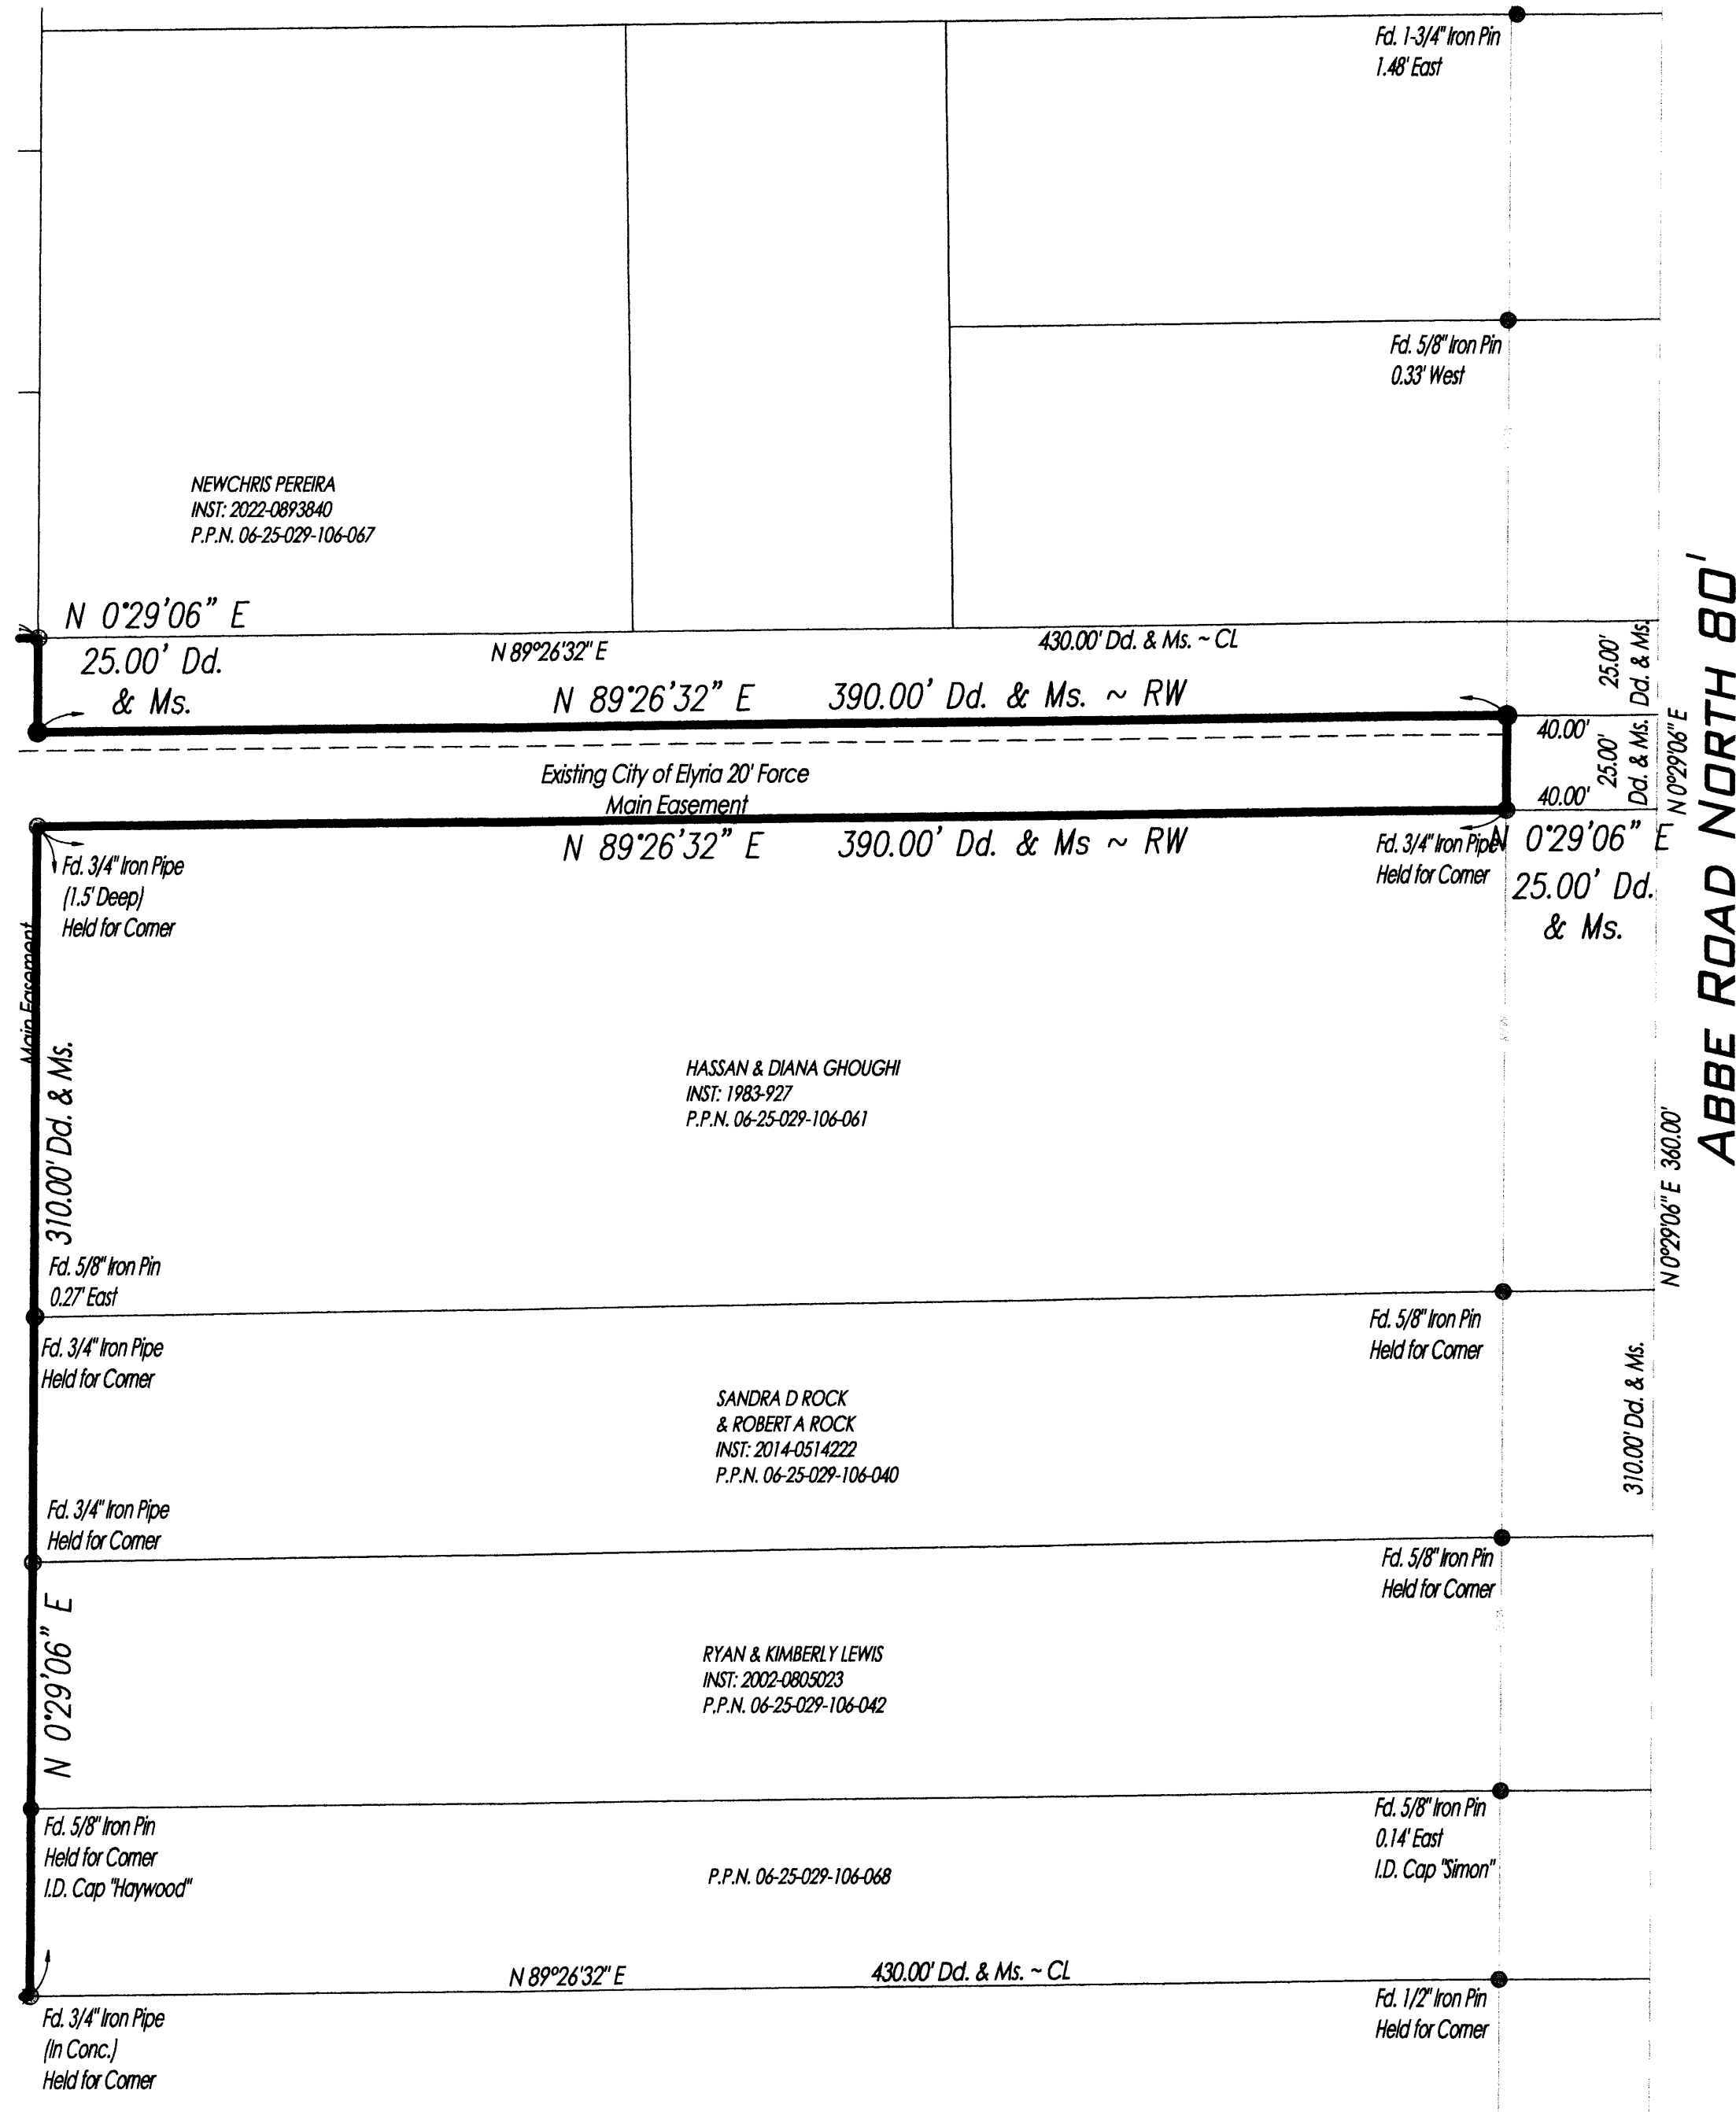 Fd. 1-3/4" Iron Pin
1.48' East
Fd. 5/8" Iron Pin
0.33' West
NEWCHRIS PEREIRA
INST: 2022-0893840
P.P.N. 06-25-029-106-067
N 0°29'06" E
25.00' Dd.
& Ms.
N 89°26'32" E
430.00' Dd. & Ms. ~ CL
N 89°26'32" E 390.00' Dd. & Ms. ~ RW
25.00'
Dd. & Ms.
40.00'
25.00'
Dd. & Ms.
40.00'
N 0°29'06" E
ABBE ROAD NORTH 80'
Existing City of Elyria 20' Force
Main Easement
N 89°26'32" E 390.00' Dd. & Ms ~ RW
Fd. 3/4" Iron Pipe
Held for Corner
N 0°29'06" E
25.00' Dd.
& Ms.
Fd. 3/4" Iron Pipe
(1.5' Deep)
Held for Corner
Main Easement
310.00' Dd. & Ms.
HASSAN & DIANA GHOUGHI
INST: 1983-927
P.P.N. 06-25-029-106-061
N 0°29'06" E 360.00'
Fd. 5/8" Iron Pin
0.27' East
Fd. 3/4" Iron Pipe
Held for Corner
Fd. 5/8" Iron Pin
Held for Corner
310.00' Dd. & Ms.
SANDRA D ROCK
& ROBERT A ROCK
INST: 2014-0514222
P.P.N. 06-25-029-106-040
Fd. 3/4" Iron Pipe
Held for Corner
Fd. 5/8" Iron Pin
Held for Corner
N 0°29'06" E
RYAN & KIMBERLY LEWIS
INST: 2002-0805023
P.P.N. 06-25-029-106-042
Fd. 5/8" Iron Pin
Held for Corner
I.D. Cap "Haywood"
Fd. 5/8" Iron Pin
0.14' East
I.D. Cap "Simon"
P.P.N. 06-25-029-106-068
N 89°26'32" E
430.00' Dd. & Ms. ~ CL
Fd. 3/4" Iron Pipe
(In Conc.)
Held for Corner
Fd. 1/2" Iron Pin
Held for Corner